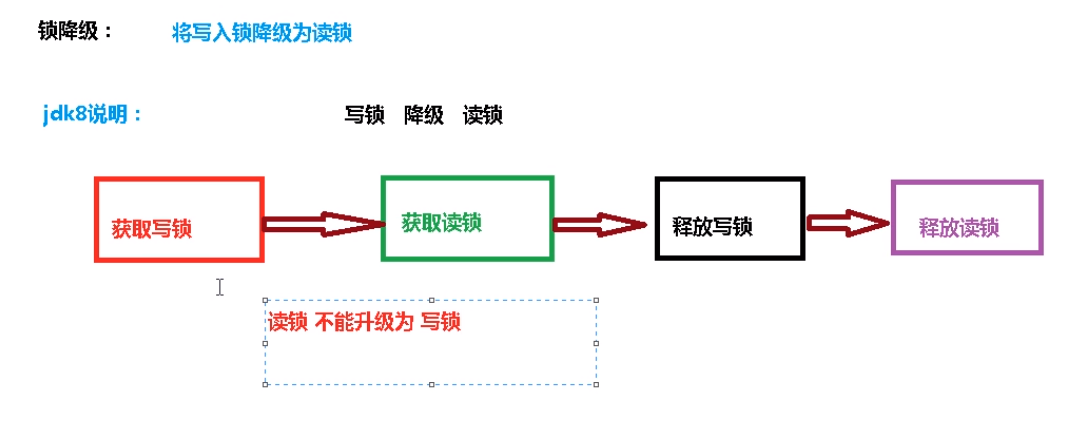 锁降级： 将写入锁降级为读锁
jdk8说明： 写锁 降级 读锁
获取写锁 获取读锁 释放写锁 释放读锁
读锁 不能升级为 写锁